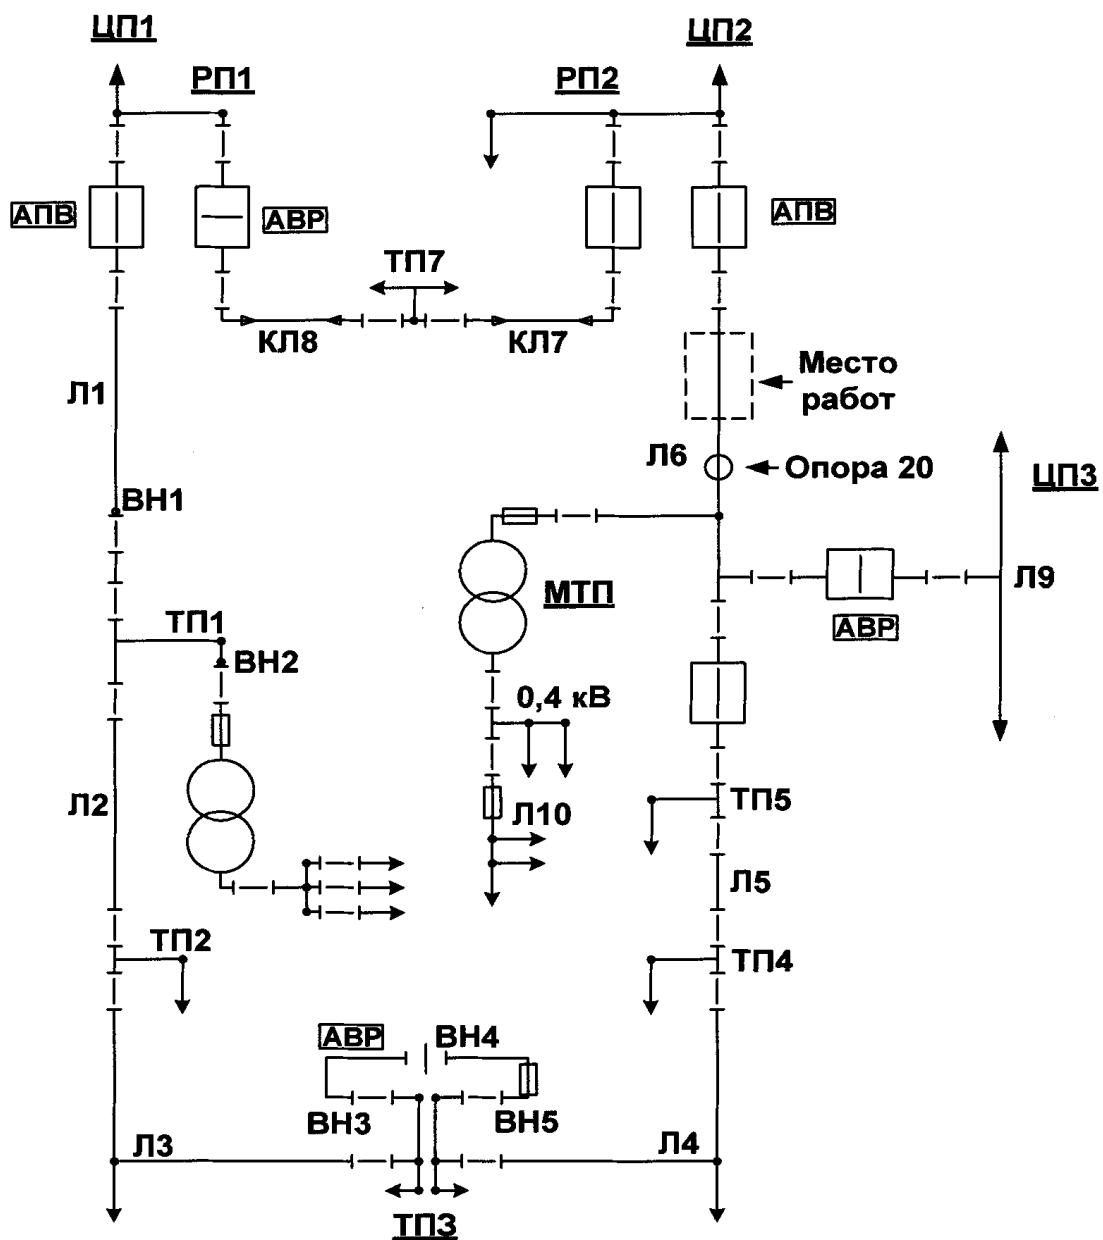 ЦП1
ЦП2
РП1
РП2
АПВ
АВР
АПВ
ТП7
КЛ8
КЛ7
Место
работ
Л1
Л6
Опора 20
ЦП3
ВН1
МТП
Л9
АВР
ТП1
ВН2
0,4 кВ
Л2
Л10
ТП5
Л5
ТП2
ТП4
АВР
ВН4
ВН3
ВН5
Л3
Л4
ТП3